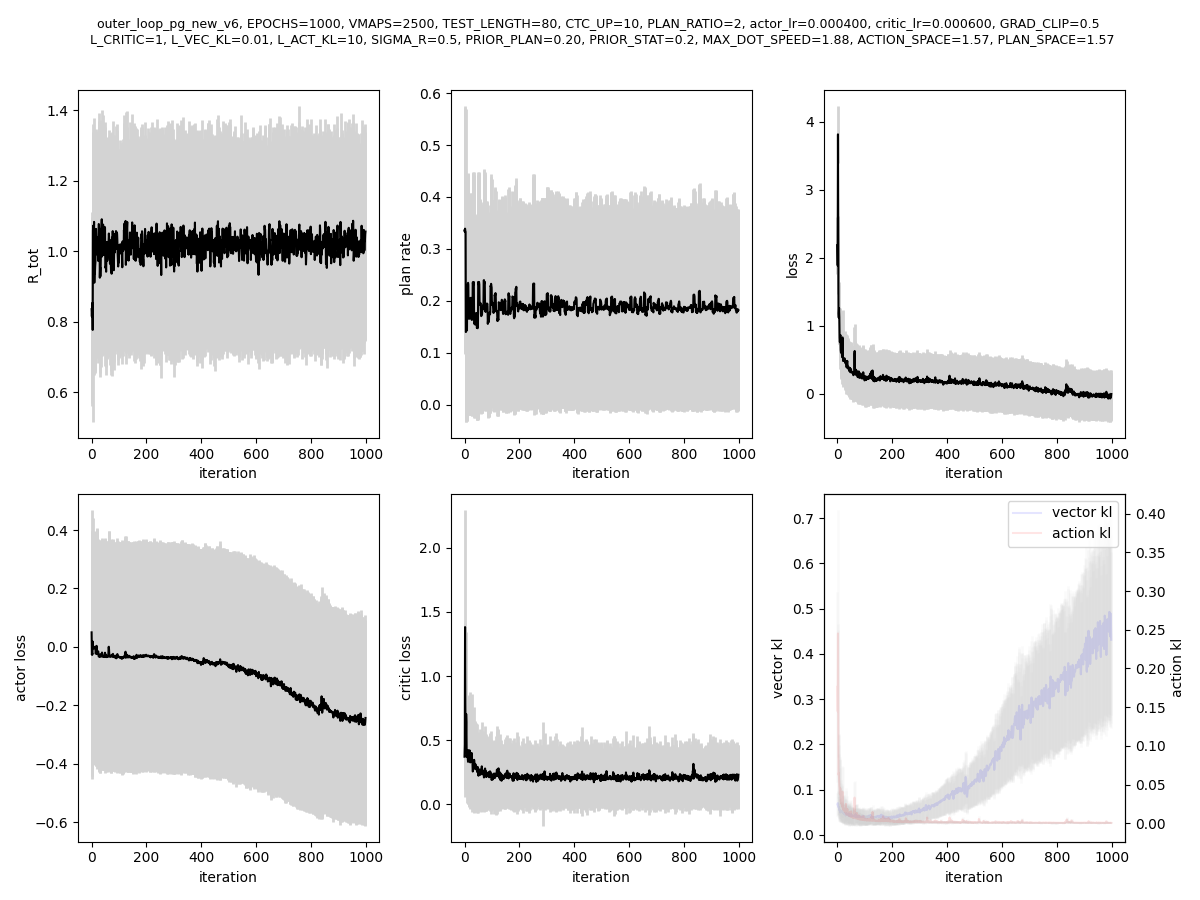 outer_loop_pg_new_v6, EPOCHS=1000, VMAPS=2500, TEST_LENGTH=80, CTC_UP=10, PLAN_RATIO=2, actor_lr=0.000400, critic_lr=0.000600, GRAD_CLIP=0.5
L_CRITIC=1, L_VEC_KL=0.01, L_ACT_KL=10, SIGMA_R=0.5, PRIOR_PLAN=0.20, PRIOR_STAT=0.2, MAX_DOT_SPEED=1.88, ACTION_SPACE=1.57, PLAN_SPACE=1.57
R_tot
1.4
1.2
1.0
0.8
0.6
0 200 400 600 800 1000
iteration
plan rate
0.6
0.5
0.4
0.3
0.2
0.1
0.0
0 200 400 600 800 1000
iteration
loss
4
3
2
1
0
0 200 400 600 800 1000
iteration
actor loss
0.4
0.2
0.0
−0.2
−0.4
−0.6
0 200 400 600 800 1000
iteration
critic loss
2.0
1.5
1.0
0.5
0.0
0 200 400 600 800 1000
iteration
vector kl
0.7
0.6
0.5
0.4
0.3
0.2
0.1
0.0
0 200 400 600 800 1000
iteration
vector kl
action kl
0.40
0.35
0.30
0.25
0.20
0.15
0.10
0.05
0.00
action kl